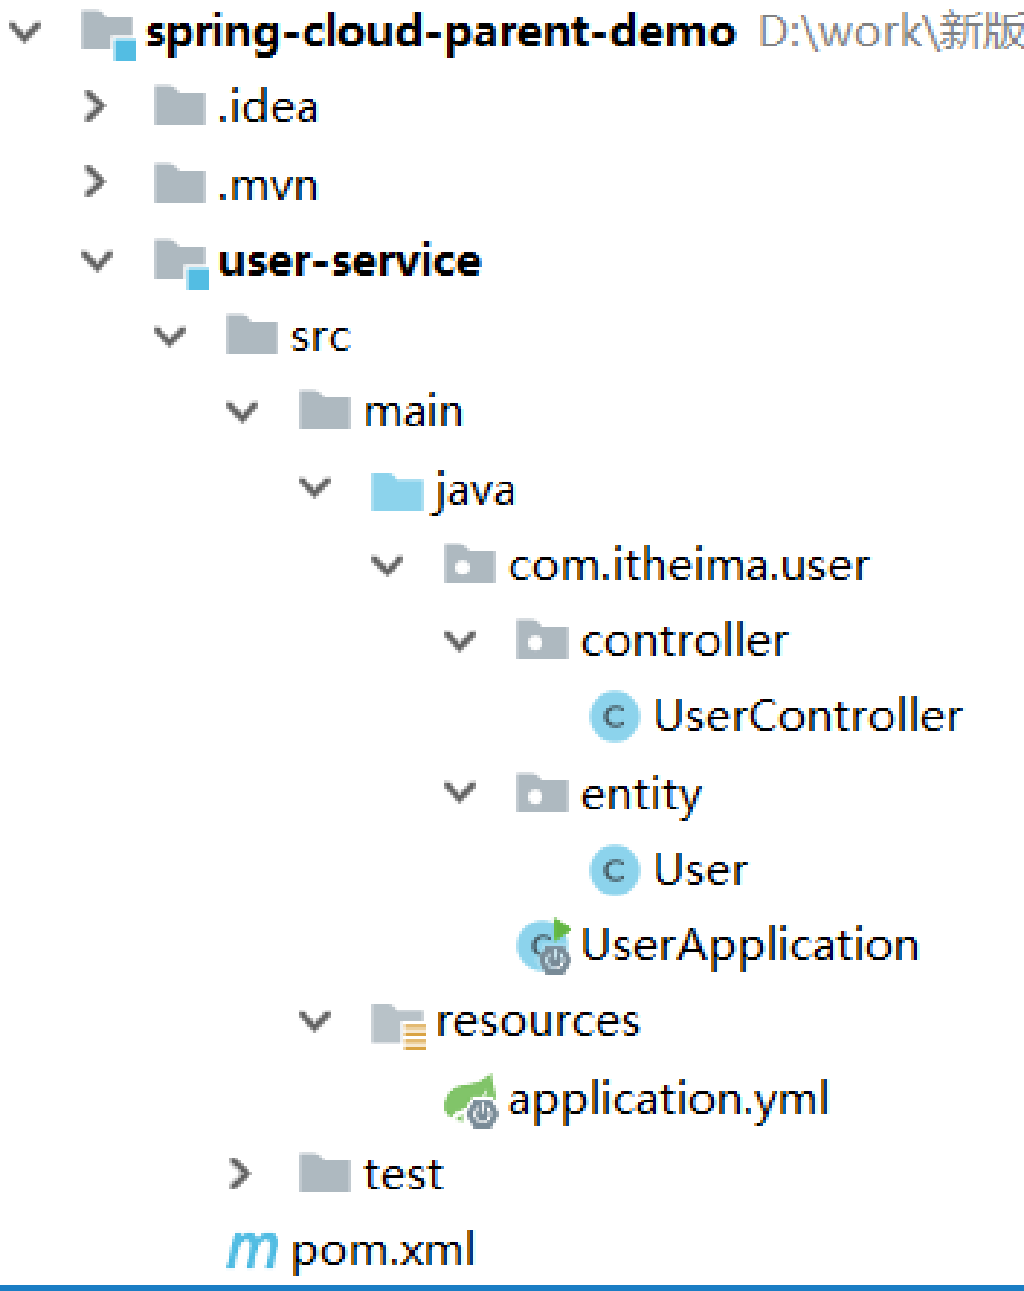 spring-cloud-parent-demo D:\work\新版
.idea
.mvn
user-service
src
main
java
com.itheima.user
controller
C UserController
entity
C User
C UserApplication
resources
application.yml
test
m pom.xml